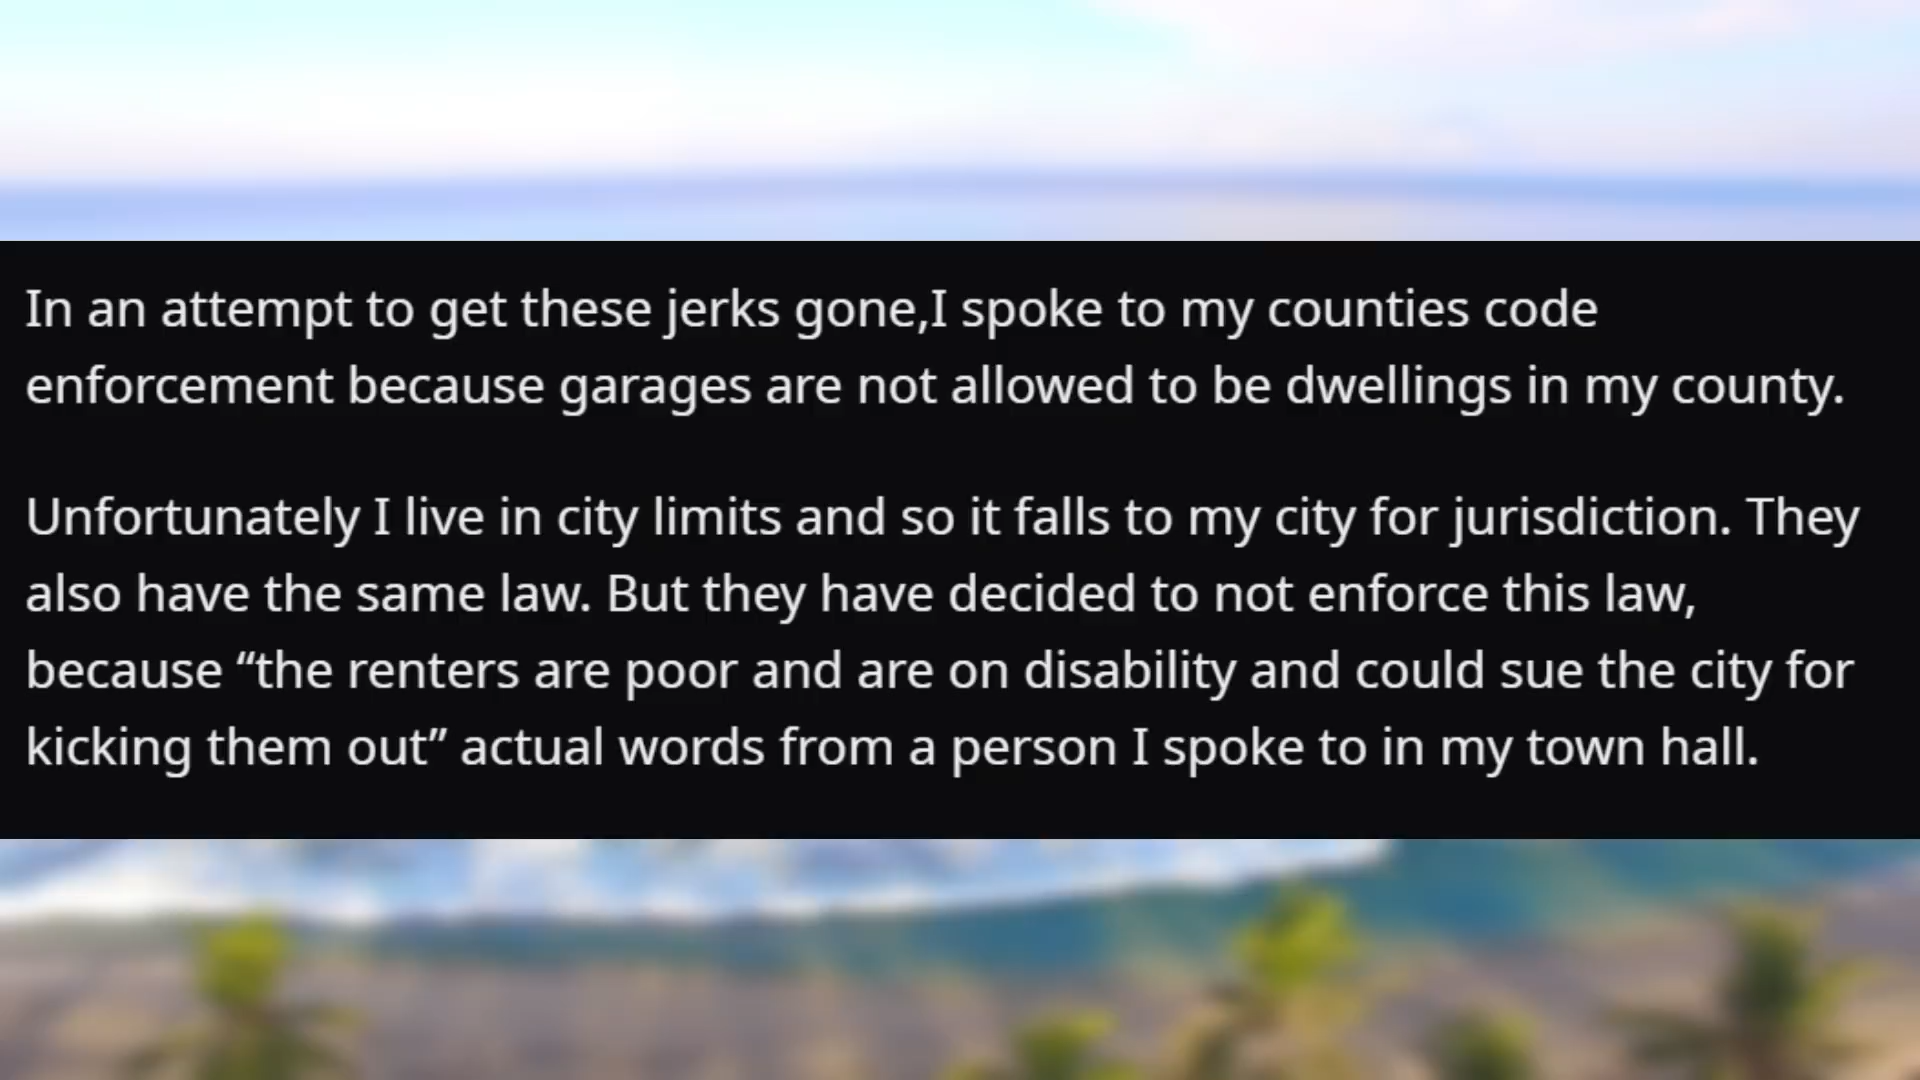 In an attempt to get these jerks gone,I spoke to my counties code
enforcement because garages are not allowed to be dwellings in my county.
Unfortunately I live in city limits and so it falls to my city for jurisdiction. They
also have the same law. But they have decided to not enforce this law,
because “the renters are poor and are on disability and could sue the city for
kicking them out” actual words from a person I spoke to in my town hall.